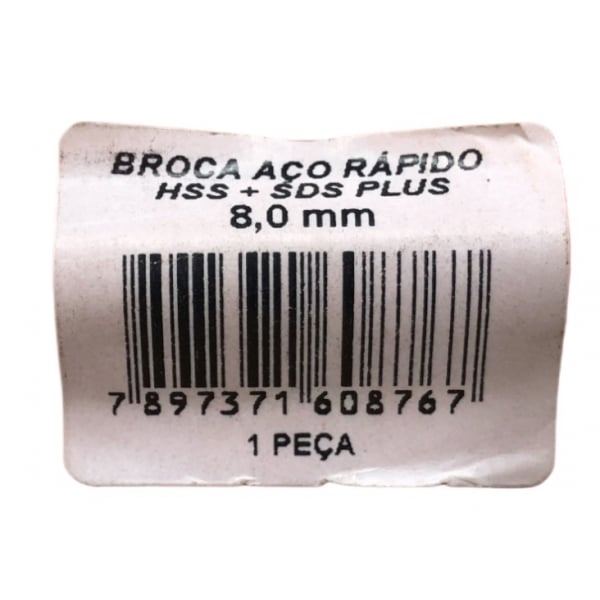 BROCA AÇO RÁPIDO
HSS + SDS PLUS
8,0 mm
7 897371 608767
1 PEÇA